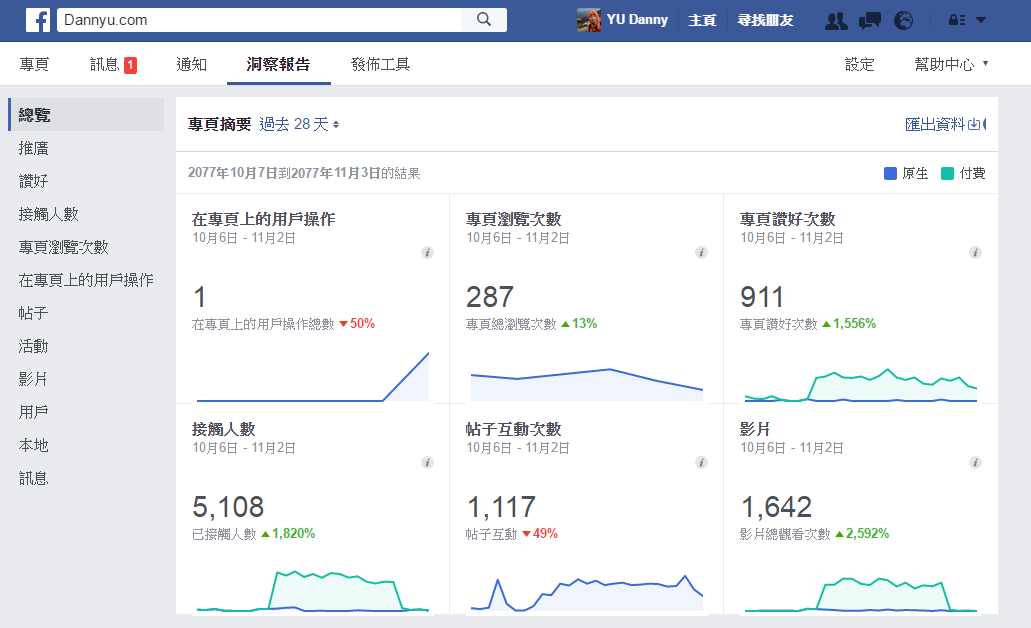 Dannyu.com
YU Danny 主頁 尋找朋友
專頁 訊息 1 通知 洞察報告 發佈工具 設定 幫助中心
總覽
推廣
讚好
接觸人數
專頁瀏覽次數
在專頁上的用戶操作
帖子
活動
影片
用戶
本地
訊息
專頁摘要 過去 28 天
匯出資料
2077年10月7日到2077年11月3日的結果
原生 付費
在專頁上的用戶操作
10月6日 - 11月2日
1
在專頁上的用戶操作總數 50%
專頁瀏覽次數
10月6日 - 11月2日
287
專頁總瀏覽次數 13%
專頁讚好次數
10月6日 - 11月2日
911
專頁讚好次數 1,556%
接觸人數
10月6日 - 11月2日
5,108
已接觸人數 1,820%
帖子互動次數
10月6日 - 11月2日
1,117
帖子互動 49%
影片
10月6日 - 11月2日
1,642
影片總觀看次數 2,592%